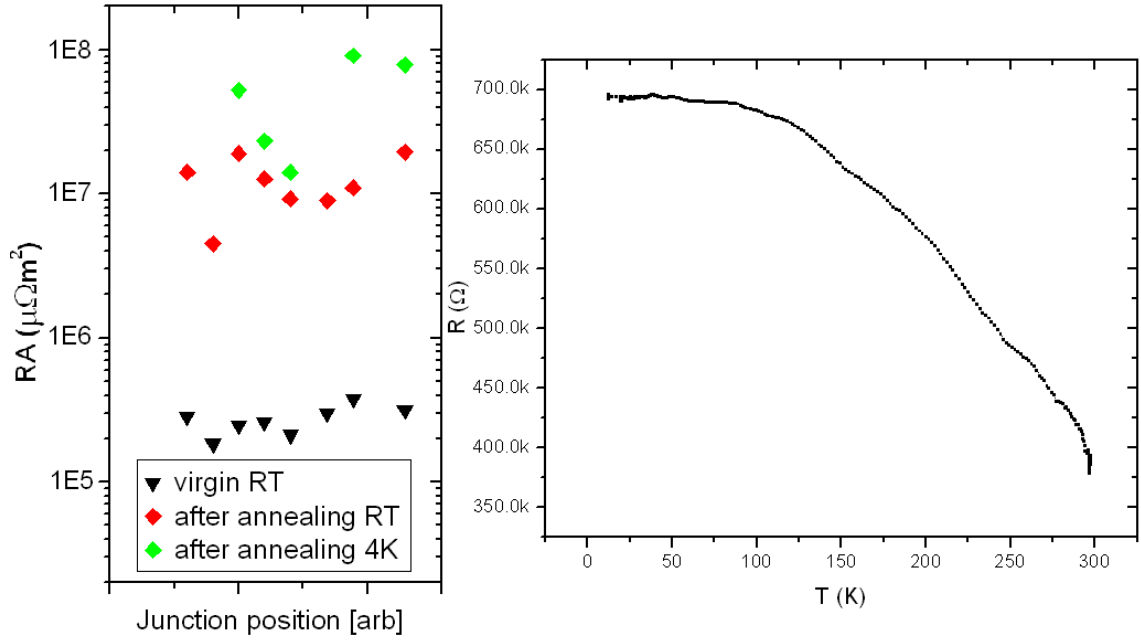 1E8
1E7
1E6
1E5
RA (μΩm²)
virgin RT
after annealing RT
after annealing 4K
Junction position [arb]
700.0k
650.0k
600.0k
550.0k
500.0k
450.0k
400.0k
350.0k
R (Ω)
0 50 100 150 200 250 300
T (K)